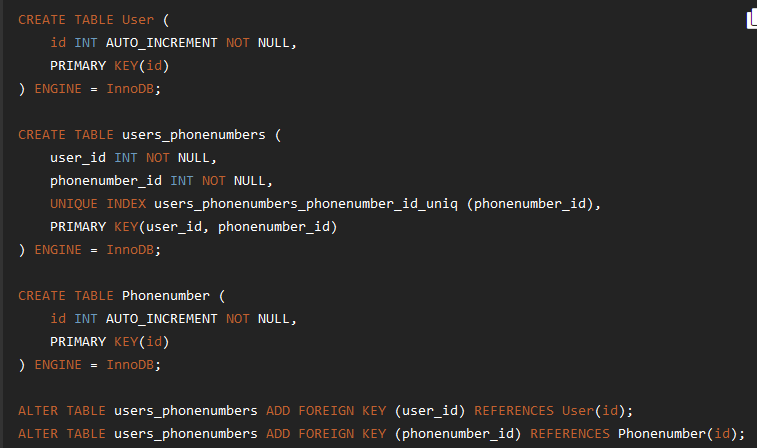 CREATE TABLE User (
    id INT AUTO_INCREMENT NOT NULL,
    PRIMARY KEY(id)
) ENGINE = InnoDB;

CREATE TABLE users_phonenumbers (
    user_id INT NOT NULL,
    phonenumber_id INT NOT NULL,
    UNIQUE INDEX users_phonenumbers_phonenumber_id_uniq (phonenumber_id),
    PRIMARY KEY(user_id, phonenumber_id)
) ENGINE = InnoDB;

CREATE TABLE Phonenumber (
    id INT AUTO_INCREMENT NOT NULL,
    PRIMARY KEY(id)
) ENGINE = InnoDB;

ALTER TABLE users_phonenumbers ADD FOREIGN KEY (user_id) REFERENCES User(id);
ALTER TABLE users_phonenumbers ADD FOREIGN KEY (phonenumber_id) REFERENCES Phonenumber(id);